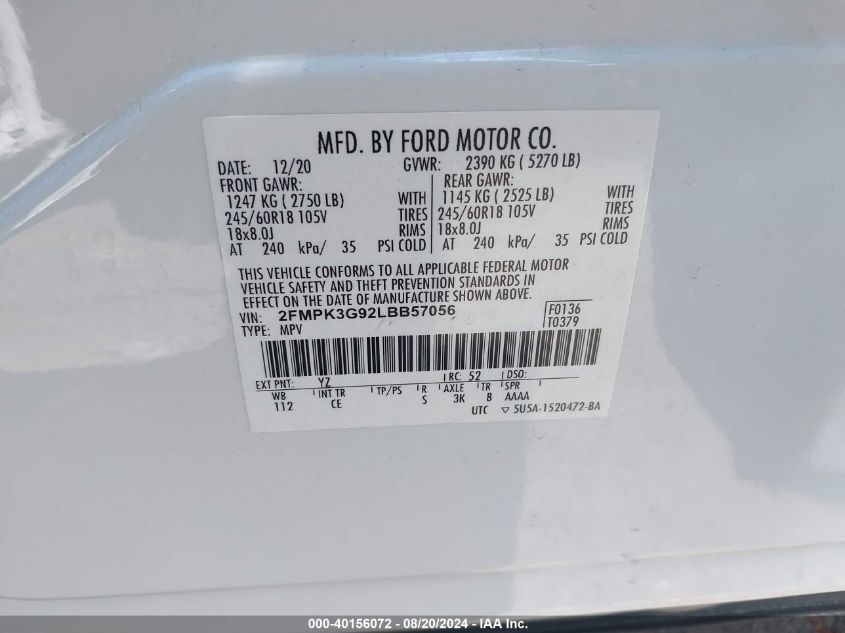 MFD. BY FORD MOTOR CO.
DATE: 12/20 GVWR: 2390 KG ( 5270 LB)
FRONT GAWR: REAR GAWR:
1247 KG ( 2750 LB) WITH 1145 KG ( 2525 LB) WITH
245/60R18 105V TIRES 245/60R18 105V TIRES
18x8.0J RIMS 18x8.0J RIMS
AT 240 kPa/ 35 PSI COLD AT 240 kPa/ 35 PSI COLD
THIS VEHICLE CONFORMS TO ALL APPLICABLE FEDERAL MOTOR
VEHICLE SAFETY AND THEFT PREVENTION STANDARDS IN
EFFECT ON THE DATE OF MANUFACTURE SHOWN ABOVE.
VIN: 2FMPK3G92LBB57056 F0136
TYPE: MPV T0379
EXT PNT: YZ RC: 52 DSO:
WB INT TR TP/PS R AXLE TR SPR
112 CE S 3K 8 AAAA
UTC ▽ 5U5A-1520472-BA
000-40156072 - 08/20/2024 - IAA Inc.